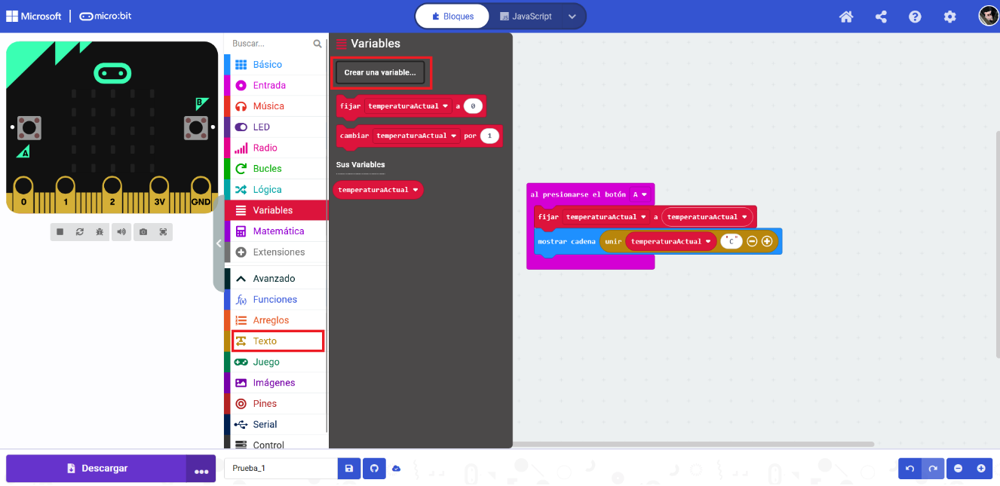 Microsoft
micro:bit
Bloques
JavaScript
B
A
0
1
2
3V
GND
Buscar...
Básico
Entrada
Música
LED
Radio
Bucles
Lógica
Variables
Matemática
Extensiones
Avanzado
f(x) Funciones
Arreglos
Texto
Juego
Imágenes
Pines
Serial
Control
Variables
Crear una variable...
fijar temperaturaActual a 0
cambiar temperaturaActual por 1
Sus Variables
temperaturaActual
al presionarse el botón A
fijar temperaturaActual a temperaturaActual
mostrar cadena unir temperaturaActual "C"
Descargar
Prueba_1